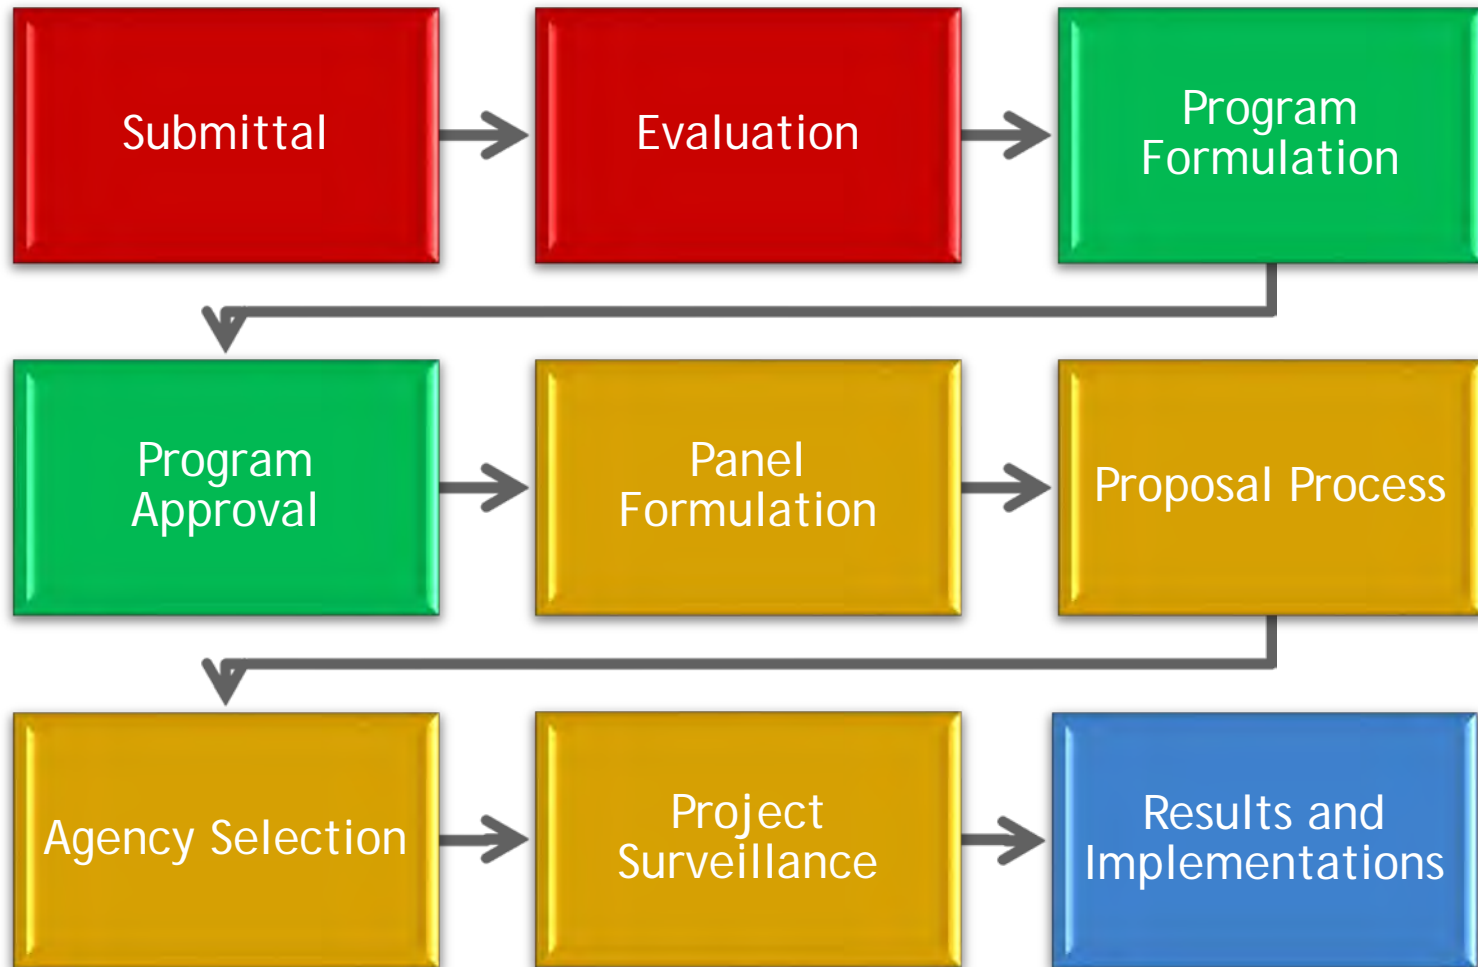 Submittal
Evaluation
Program
Formulation
Program
Approval
Panel
Formulation
Proposal Process
Agency Selection
Project
Surveillance
Results and
Implementations